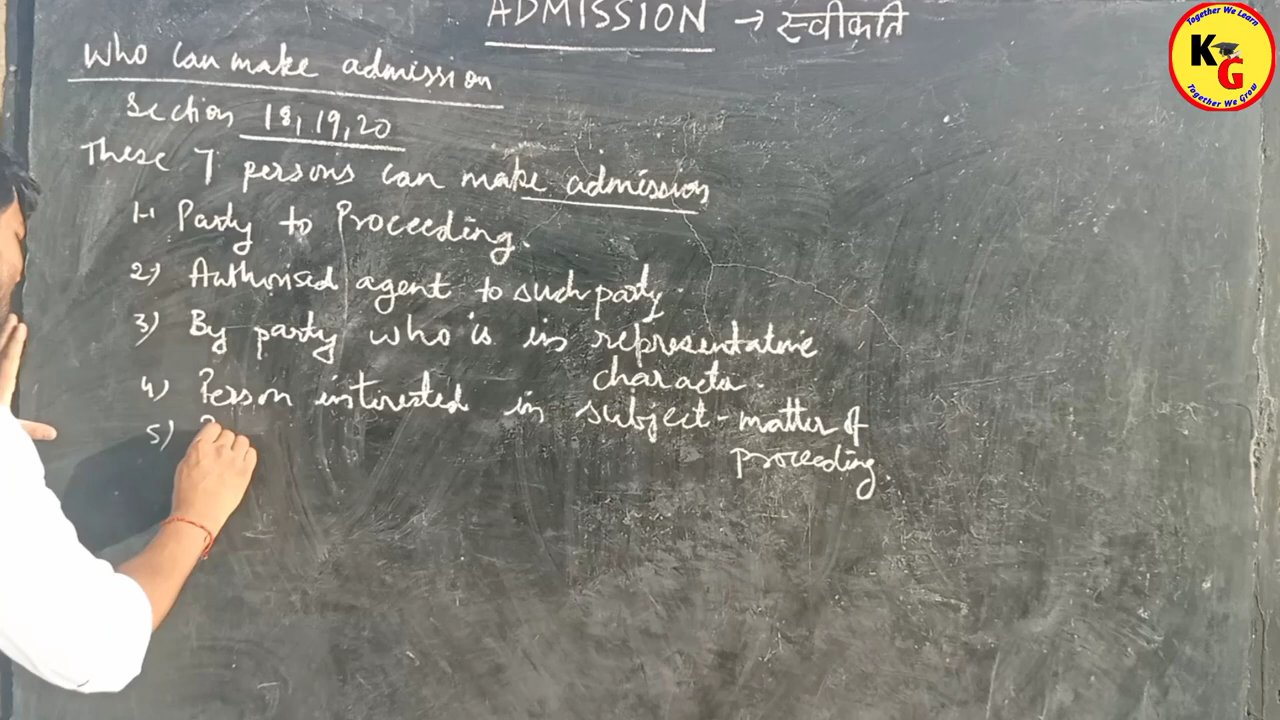 ADMISSION → स्वीकृति
Who can make admission
Section 18, 19, 20
These 7 persons can make admission
1.) Party to Proceeding.
2) Authorised agent to such party.
3) By party who is in representative
character.
4) Person interested in subject-matter of
proceeding.
5)
Together We Learn
KG
Together We Grow